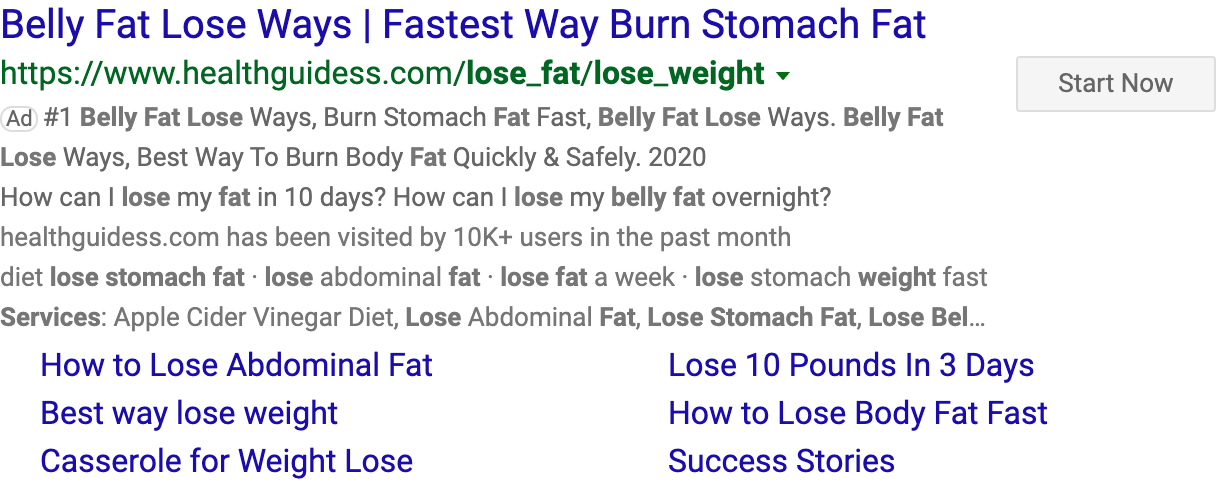 Belly Fat Lose Ways | Fastest Way Burn Stomach Fat
https://www.healthguidess.com/lose_fat/lose_weight
Start Now
Ad #1 Belly Fat Lose Ways, Burn Stomach Fat Fast, Belly Fat Lose Ways. Belly Fat
Lose Ways, Best Way To Burn Body Fat Quickly & Safely. 2020
How can I lose my fat in 10 days? How can I lose my belly fat overnight?
healthguidess.com has been visited by 10K+ users in the past month
diet lose stomach fat · lose abdominal fat · lose fat a week · lose stomach weight fast
Services: Apple Cider Vinegar Diet, Lose Abdominal Fat, Lose Stomach Fat, Lose Bel...
How to Lose Abdominal Fat
Lose 10 Pounds In 3 Days
Best way lose weight
How to Lose Body Fat Fast
Casserole for Weight Lose
Success Stories